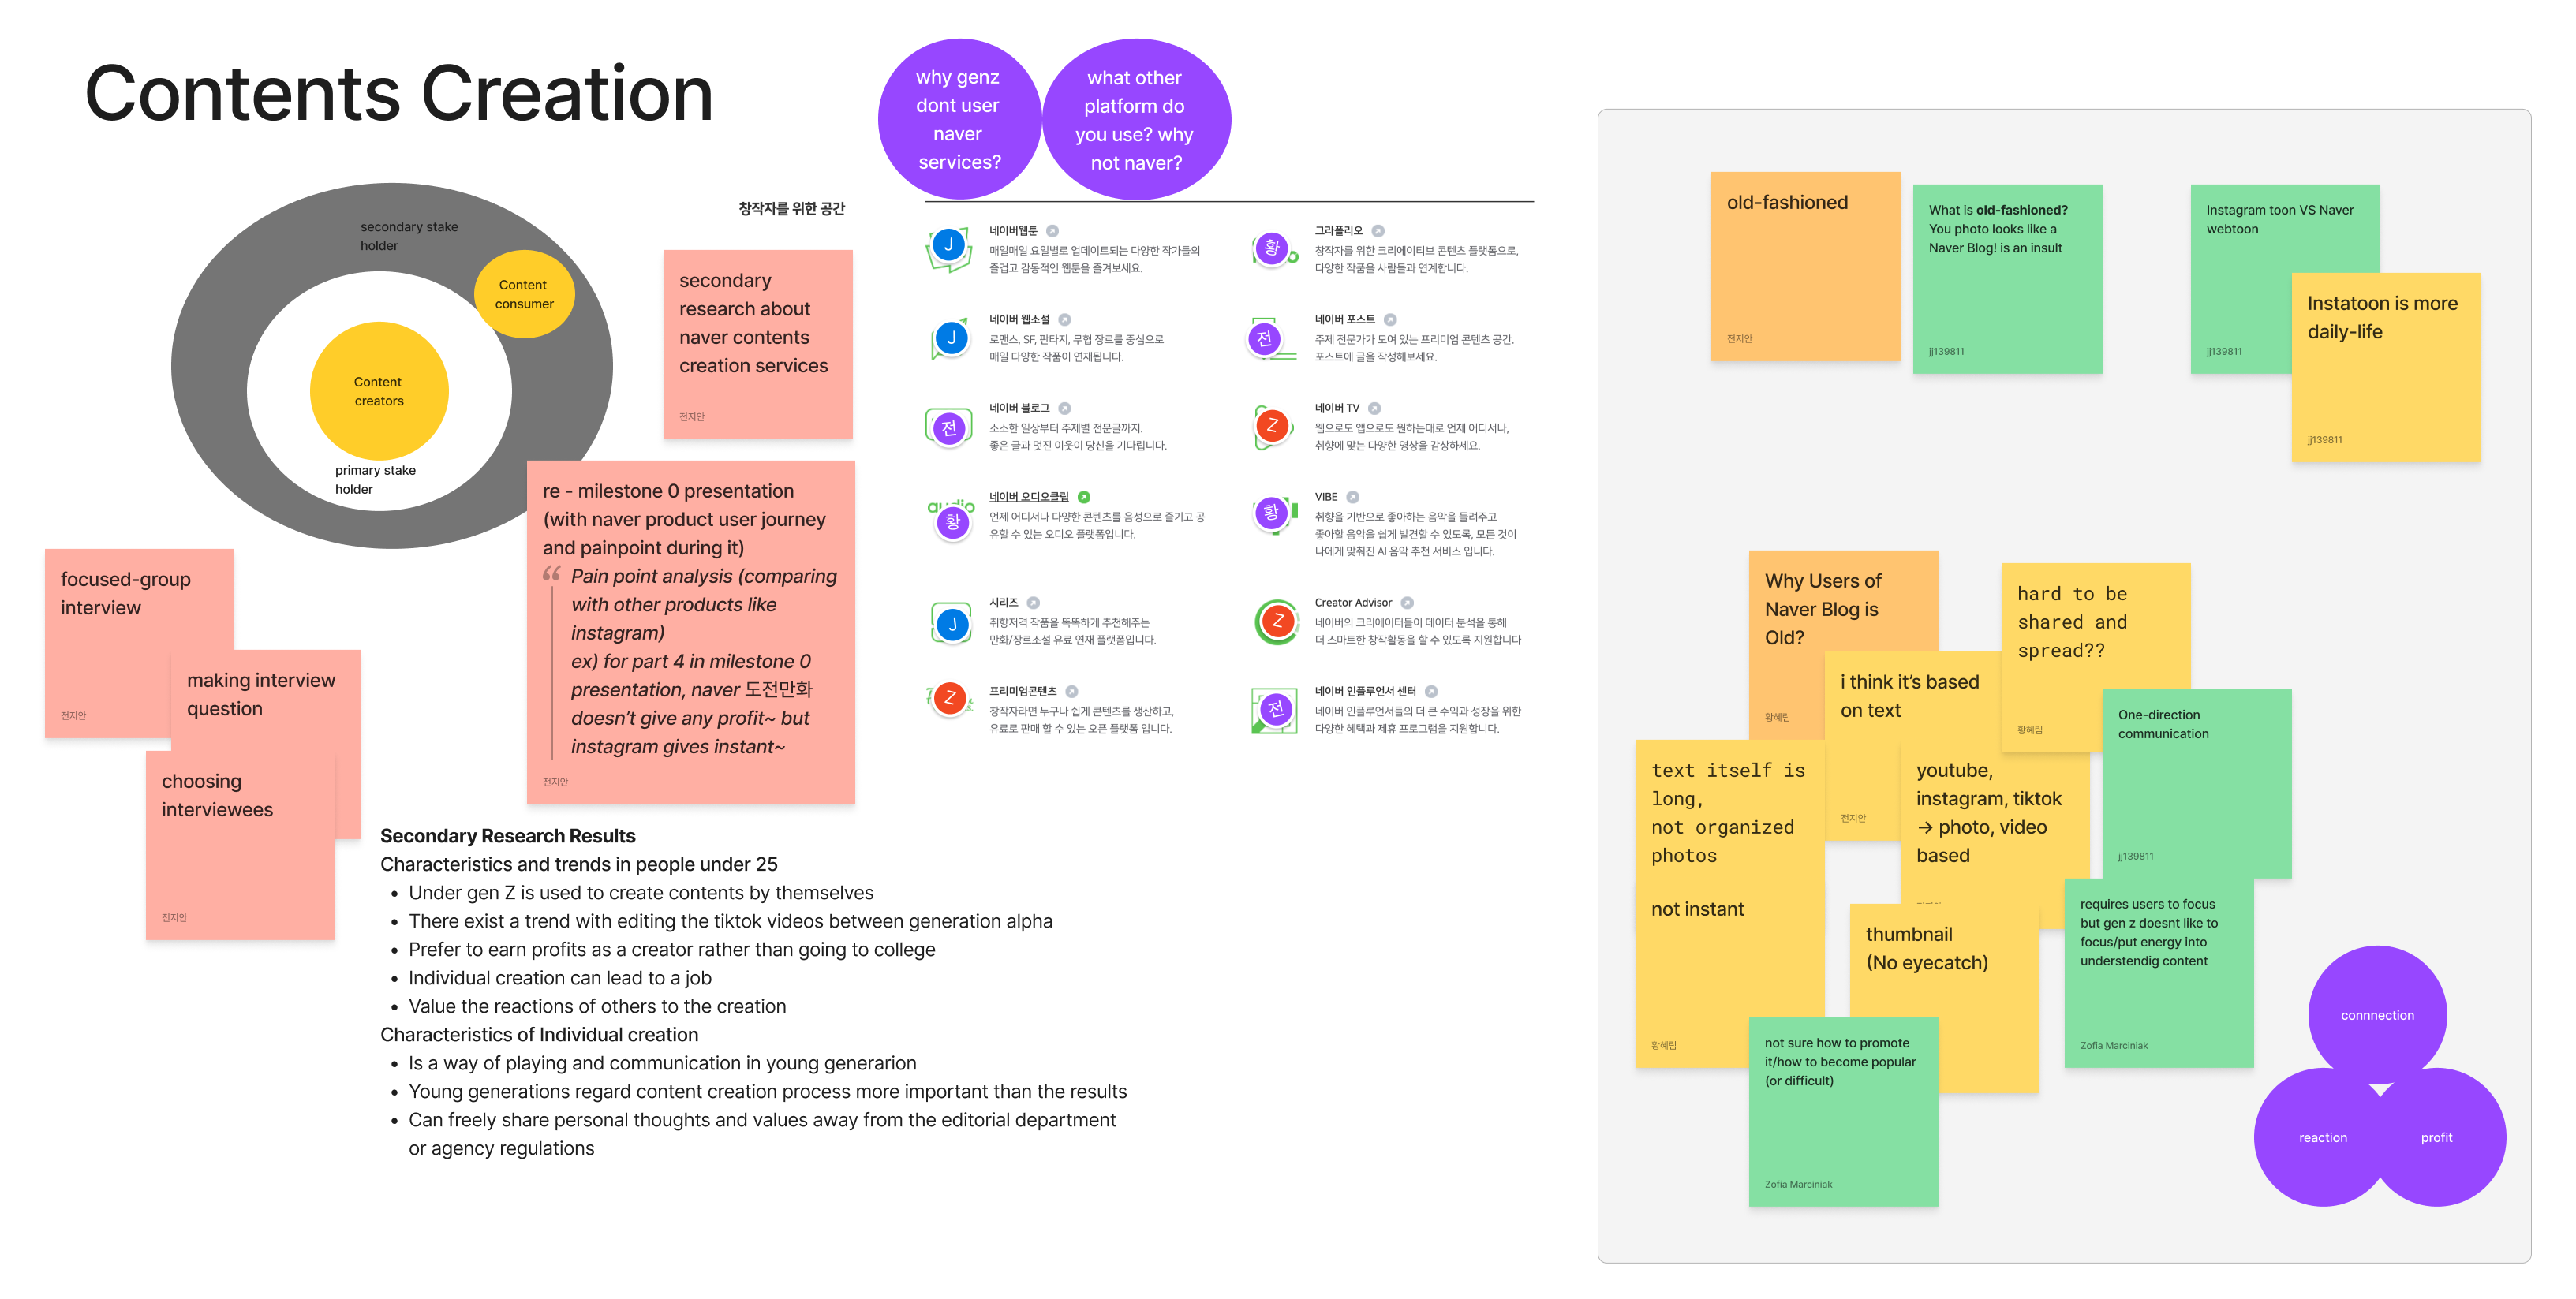 Contents Creation
why genz
dont user
naver
services?
what other
platform do
you use? why
not naver?
secondary stake
holder
Content
consumer
Content
creators
primary stake
holder
창작자를 위한 공간
secondary
research about
naver contents
creation services
전지안
re - milestone 0 presentation
(with naver product user journey
and painpoint during it)
“ Pain point analysis (comparing
with other products like
instagram)
ex) for part 4 in milestone 0
presentation, naver 도전만화
doesn’t give any profit~ but
instagram gives instant~
전지안
focused-group
interview
전지안
making interview
question
choosing
interviewees
전지안
네이버웹툰
매일매일 요일별로 업데이트되는 다양한 작가들의
즐겁고 감동적인 웹툰을 즐겨보세요.
J
그라폴리오
창작자를 위한 크리에이티브 콘텐츠 플랫폼으로,
다양한 작품을 사람들과 연계합니다.
황
네이버 웹소설
로맨스, SF, 판타지, 무협 장르를 중심으로
매일 다양한 작품이 연재됩니다.
J
네이버 포스트
주제 전문가가 모여 있는 프리미엄 콘텐츠 공간.
포스트에 글을 작성해보세요.
전
네이버 블로그
소소한 일상부터 주제별 전문글까지.
좋은 글과 멋진 이웃이 당신을 기다립니다.
전
네이버 TV
웹으로도 앱으로도 원하는대로 언제 어디서나,
취향에 맞는 다양한 영상을 감상하세요.
Z
네이버 오디오클립
언제 어디서나 다양한 콘텐츠를 음성으로 즐기고 공
유할 수 있는 오디오 플랫폼입니다.
황
VIBE
취향을 기반으로 좋아하는 음악을 들려주고
좋아할 음악을 쉽게 발견할 수 있도록, 모든 것이
나에게 맞춰진 AI 음악 추천 서비스 입니다.
황
시리즈
취향저격 작품을 똑똑하게 추천해주는
만화/장르소설 유료 연재 플랫폼입니다.
J
Creator Advisor
네이버의 크리에이터들이 데이터 분석을 통해
더 스마트한 창작활동을 할 수 있도록 지원합니다
Z
프리미엄콘텐츠
창작자라면 누구나 쉽게 콘텐츠를 생산하고,
유료로 판매 할 수 있는 오픈 플랫폼 입니다.
Z
네이버 인플루언서 센터
네이버 인플루언서들의 더 큰 수익과 성장을 위한
다양한 혜택과 제휴 프로그램을 지원합니다.
전
Secondary Research Results
Characteristics and trends in people under 25
• Under gen Z is used to create contents by themselves
• There exist a trend with editing the tiktok videos between generation alpha
• Prefer to earn profits as a creator rather than going to college
• Individual creation can lead to a job
• Value the reactions of others to the creation
Characteristics of Individual creation
• Is a way of playing and communication in young generarion
• Young generations regard content creation process more important than the results
• Can freely share personal thoughts and values away from the editorial department
or agency regulations
old-fashioned
전지안
What is old-fashioned?
You photo looks like a
Naver Blog! is an insult
jj139811
Instagram toon VS Naver
webtoon
jj139811
Instatoon is more
daily-life
jj139811
Why Users of
Naver Blog is
Old?
황혜림
i think it’s based
on text
전지안
hard to be
shared and
spread??
황혜림
One-direction
communication
jj139811
text itself is
long,
not organized
photos
not instant
황혜림
youtube,
instagram, tiktok
→ photo, video
based
thumbnail
(No eyecatch)
requires users to focus
but gen z doesnt like to
focus/put energy into
understendig content
Zofia Marciniak
not sure how to promote
it/how to become popular
(or difficult)
Zofia Marciniak
connnection
reaction
profit